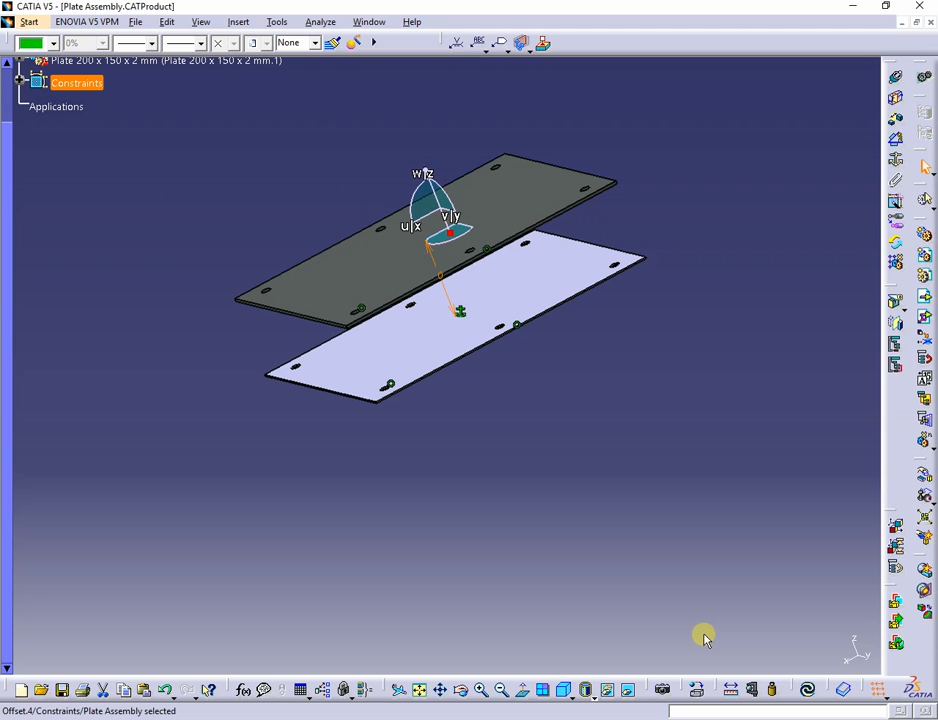 CATIA V5 - [Plate Assembly.CATProduct]
Start ENOVIA V5 VPM File Edit View Insert Tools Analyze Window Help
0% None
Plate 200 x 150 x 2 mm (Plate 200 x 150 x 2 mm.1)
Constraints
Applications
w|z
v|y
u|x
0
z
x y
f(x)
CATIA
Offset.4/Constraints/Plate Assembly selected